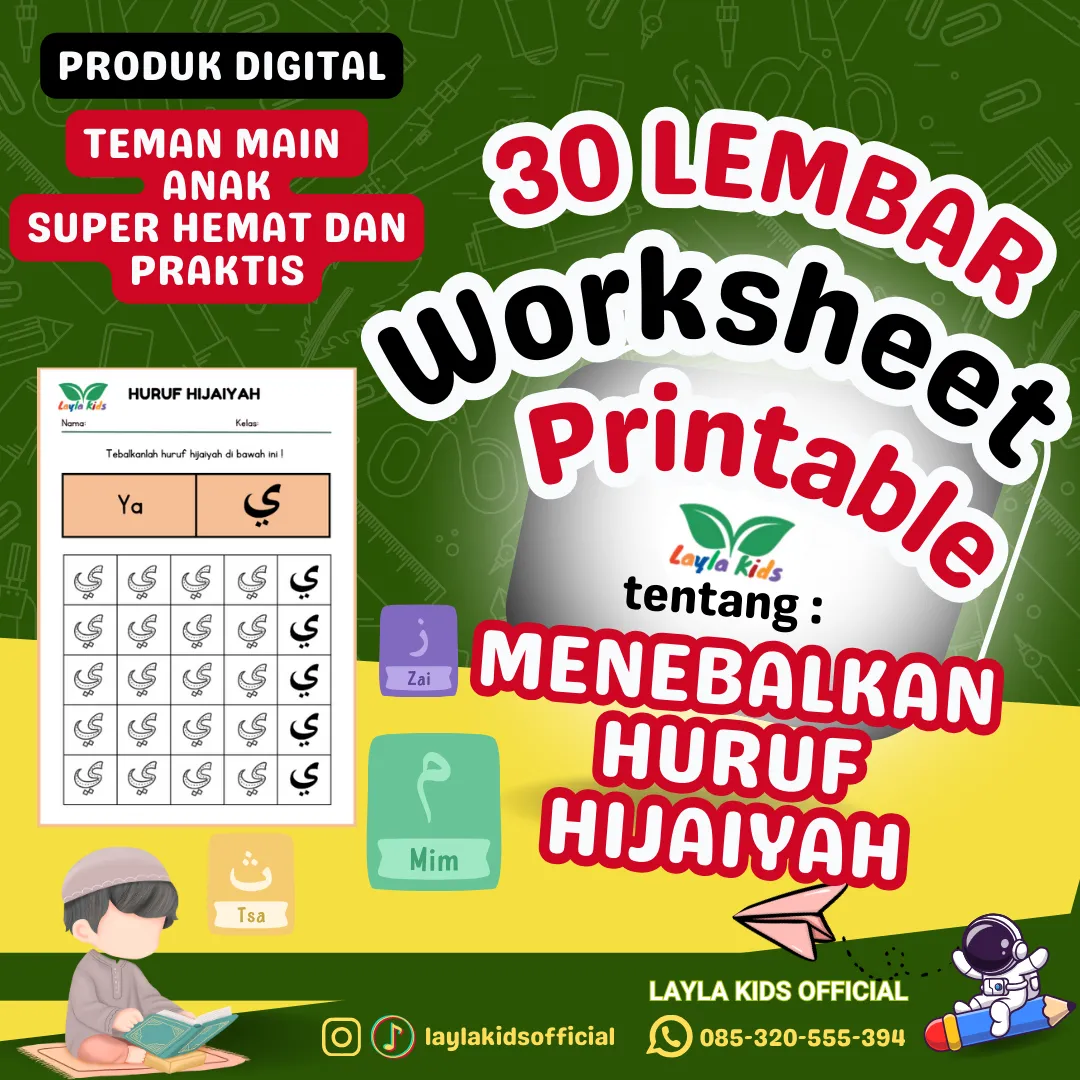 PRODUK DIGITAL
TEMAN MAIN
ANAK
SUPER HEMAT DAN
PRAKTIS
30 LEMBAR
Worksheet
Printable
Layla Kids
tentang :
MENEBALKAN
HURUF
HIJAIYAH
Layla Kids
HURUF HIJAIYAH
Nama:
Kelas:
Tebalkanlah huruf hijaiyah di bawah ini !
Ya ي
ي ي ي ي ي
ي ي ي ي ي
ي ي ي ي ي
ي ي ي ي ي
ي ي ي ي ي
ز
Zai
م
Mim
ث
Tsa
LAYLA KIDS OFFICIAL
laylakidsofficial
085-320-555-394